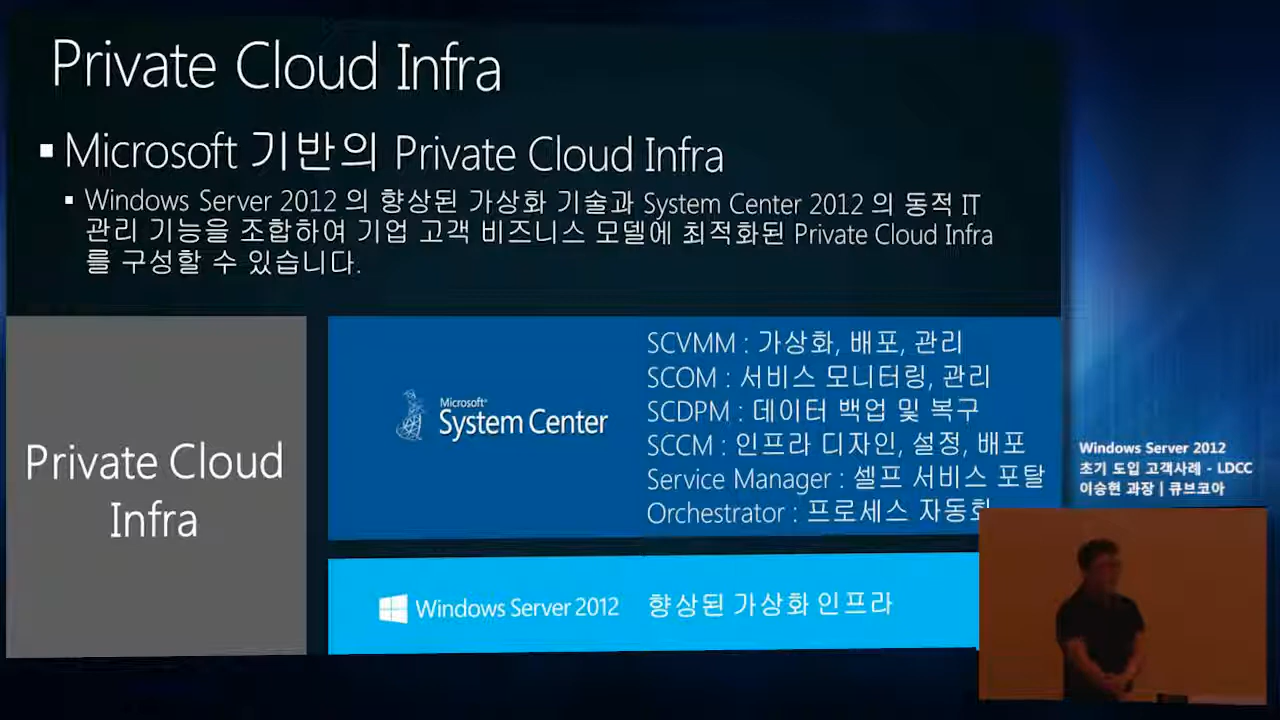 Private Cloud Infra
▪ Microsoft 기반의 Private Cloud Infra
▪ Windows Server 2012 의 향상된 가상화 기술과 System Center 2012 의 동적 IT
관리 기능을 조합하여 기업 고객 비즈니스 모델에 최적화된 Private Cloud Infra
를 구성할 수 있습니다.
Private Cloud
Infra
Microsoft®
System Center
SCVMM : 가상화, 배포, 관리
SCOM : 서비스 모니터링, 관리
SCDPM : 데이터 백업 및 복구
SCCM : 인프라 디자인, 설정, 배포
Service Manager : 셀프 서비스 포탈
Orchestrator : 프로세스 자동화
Windows Server 2012 향상된 가상화 인프라
Windows Server 2012
초기 도입 고객사례 - LDCC
이승현 과장 | 큐브코아